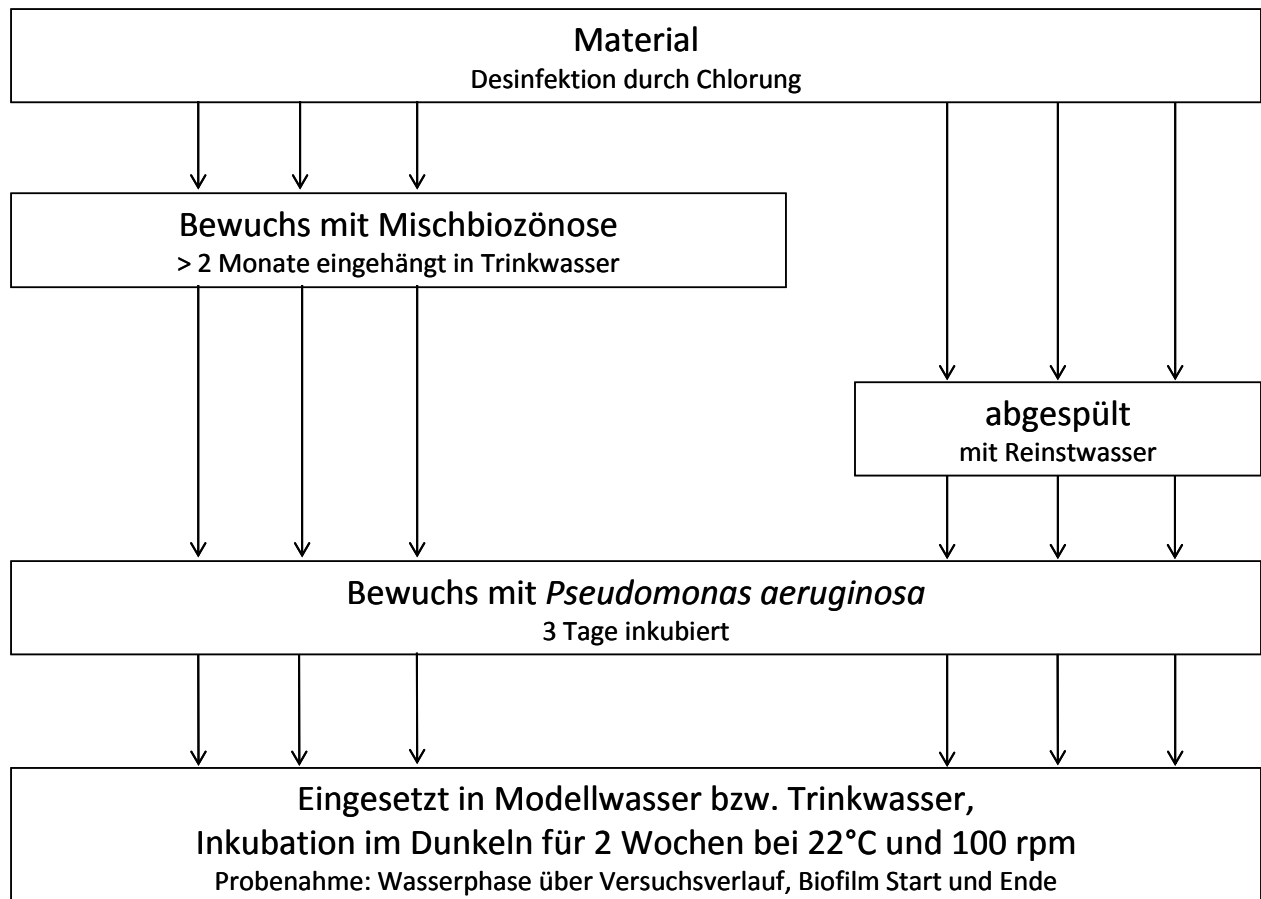 Material
Desinfektion durch Chlorung
Bewuchs mit Mischbiozönose
> 2 Monate eingehängt in Trinkwasser
abgespült
mit Reinstwasser
Bewuchs mit Pseudomonas aeruginosa
3 Tage inkubiert
Eingesetzt in Modellwasser bzw. Trinkwasser,
Inkubation im Dunkeln für 2 Wochen bei 22°C und 100 rpm
Probenahme: Wasserphase über Versuchsverlauf, Biofilm Start und Ende